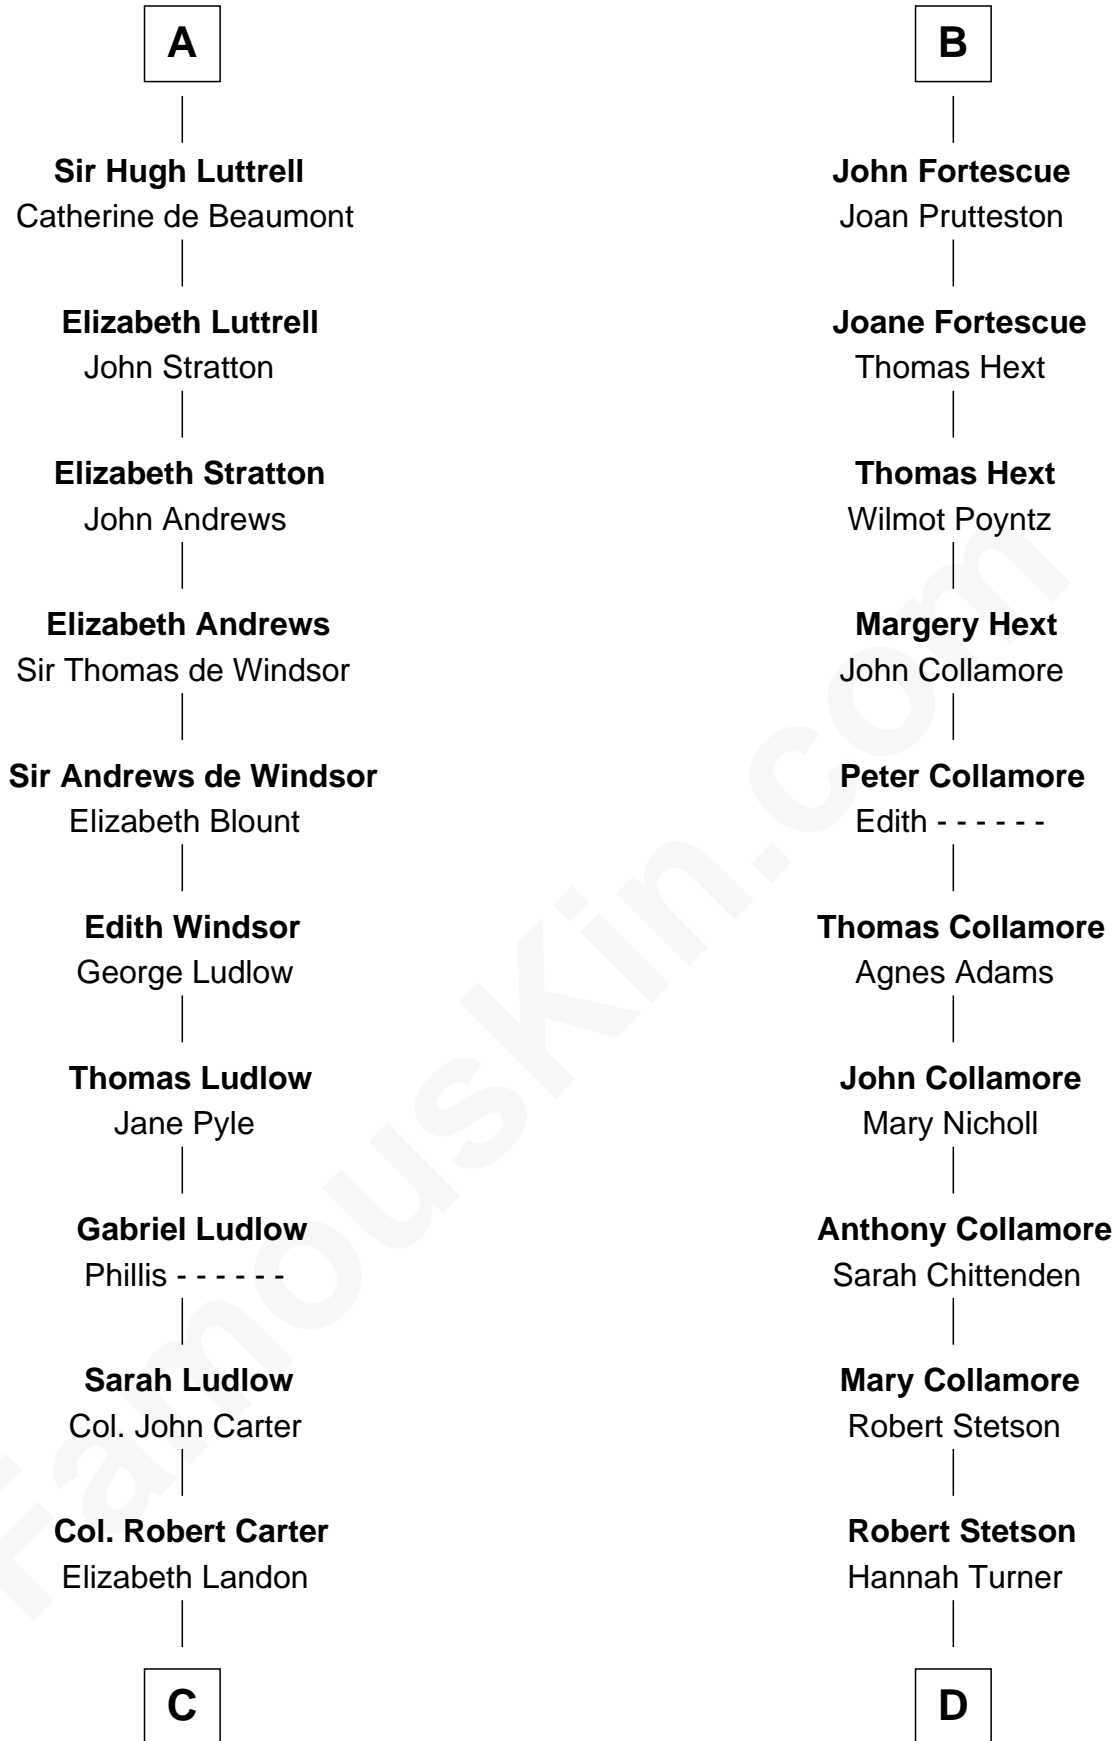 A
Sir Hugh Luttrell
Catherine de Beaumont
Elizabeth Luttrell
John Stratton
Elizabeth Stratton
John Andrews
Elizabeth Andrews
Sir Thomas de Windsor
Sir Andrews de Windsor
Elizabeth Blount
Edith Windsor
George Ludlow
Thomas Ludlow
Jane Pyle
Gabriel Ludlow
Phillis - - - - - -
Sarah Ludlow
Col. John Carter
Col. Robert Carter
Elizabeth Landon
C
B
John Fortescue
Joan Prutteston
Joane Fortescue
Thomas Hext
Thomas Hext
Wilmot Poyntz
Margery Hext
John Collamore
Peter Collamore
Edith - - - - - -
Thomas Collamore
Agnes Adams
John Collamore
Mary Nicholl
Anthony Collamore
Sarah Chittenden
Mary Collamore
Robert Stetson
Robert Stetson
Hannah Turner
D
FamousKin.com